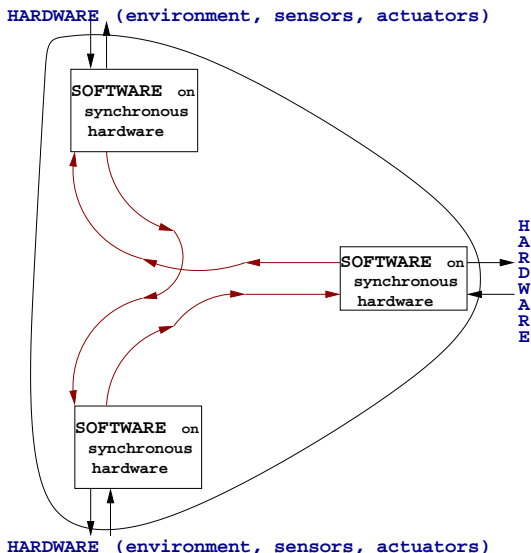 HARDWARE (environment, sensors, actuators)
SOFTWARE on
synchronous
hardware
SOFTWARE on
synchronous
hardware
H
A
R
D
W
A
R
E
SOFTWARE on
synchronous
hardware
HARDWARE (environment, sensors, actuators)